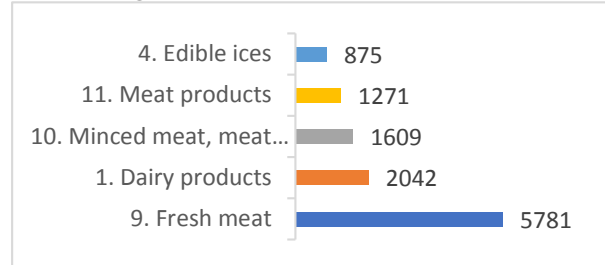 4. Edible ices 875
11. Meat products 1271
10. Minced meat, meat... 1609
1. Dairy products 2042
9. Fresh meat 5781